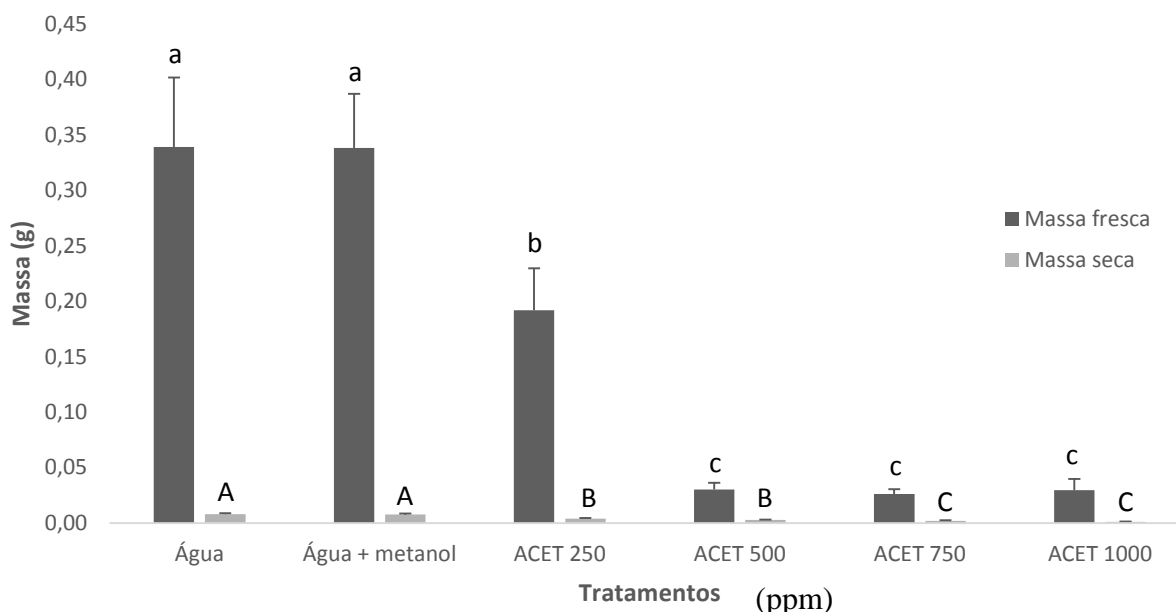 0,45
0,40
0,35
0,30
0,25
0,20
0,15
0,10
0,05
0,00
Massa (g)
a
A
a
A
b
B
c
B
c
C
c
C
Massa fresca
Massa seca
Água
Água + metanol
ACET 250
ACET 500
ACET 750
ACET 1000
Tratamentos (ppm)